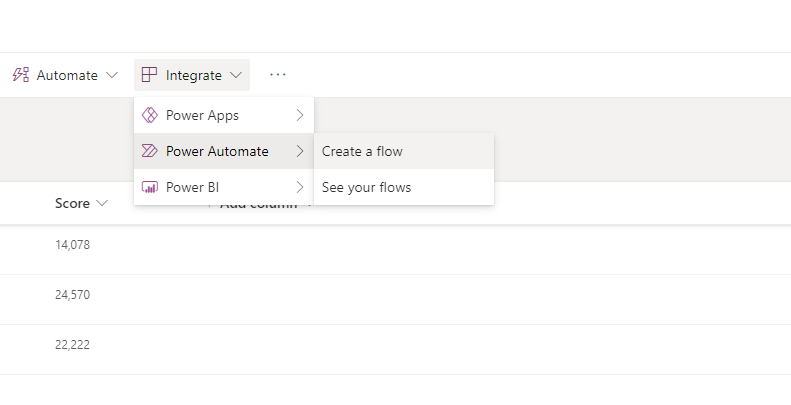 Automate
Integrate
...
Power Apps
Power Automate
Create a flow
Power BI
See your flows
Score
Add column
14,078
24,570
22,222